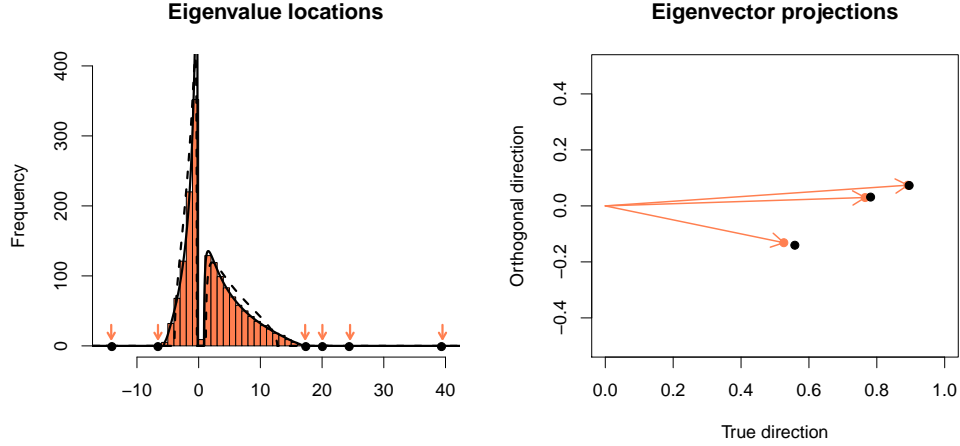 Eigenvalue locations
Frequency
400
300
200
100
0
−10 0 10 20 30 40
Eigenvector projections
Orthogonal direction
0.4
0.2
0.0
−0.2
−0.4
0.0 0.2 0.4 0.6 0.8 1.0
True direction